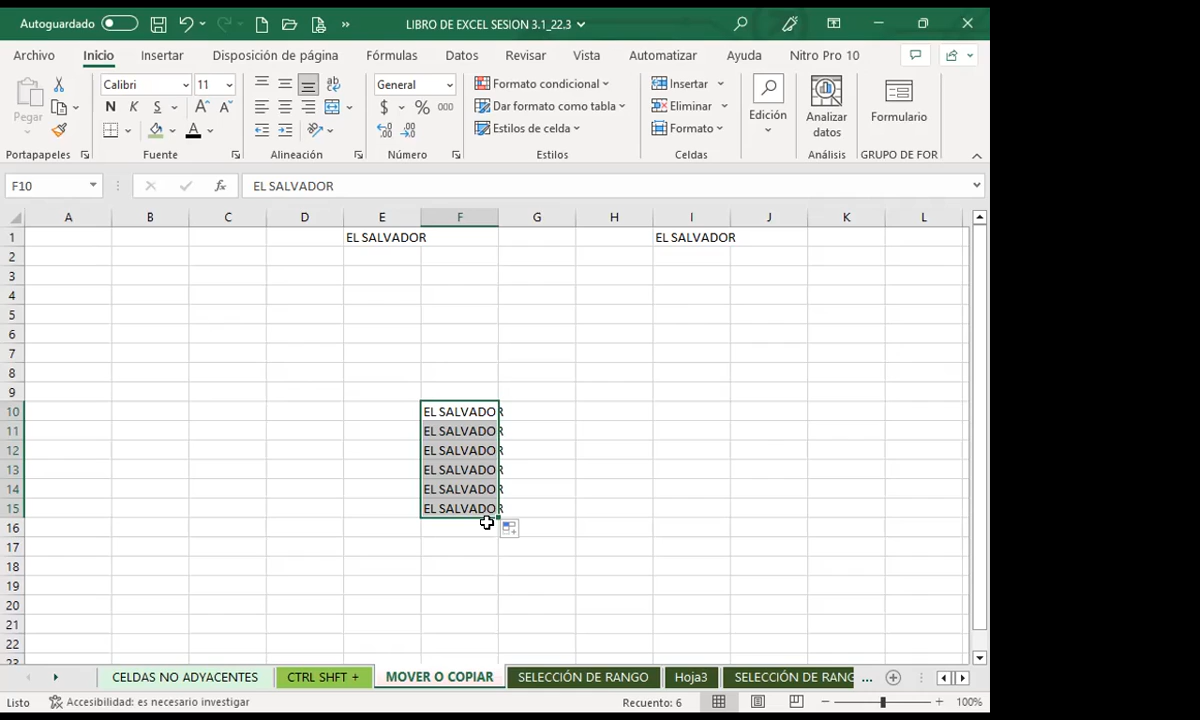 Autoguardado
LIBRO DE EXCEL SESION 3.1_22.3
Archivo Inicio Insertar Disposición de página Fórmulas Datos Revisar Vista Automatizar Ayuda Nitro Pro 10
Pegar
Calibri 11
N K S
General
$ % 000
Formato condicional
Dar formato como tabla
Estilos de celda
Insertar
Eliminar
Formato
Edición
Analizar datos
Formulario
Portapapeles Fuente Alineación Número Estilos Celdas Análisis GRUPO DE FOR
F10 fx EL SALVADOR
A B C D E F G H I J K L
1 EL SALVADOR EL SALVADOR
2
3
4
5
6
7
8
9
10 EL SALVADOR
11 EL SALVADOR
12 EL SALVADOR
13 EL SALVADOR
14 EL SALVADOR
15 EL SALVADOR
16
17
18
19
20
21
22
23
CELDAS NO ADYACENTES CTRL SHFT + MOVER O COPIAR SELECCIÓN DE RANGO Hoja3 SELECCIÓN DE RANG ...
Listo Accesibilidad: es necesario investigar Recuento: 6 100%